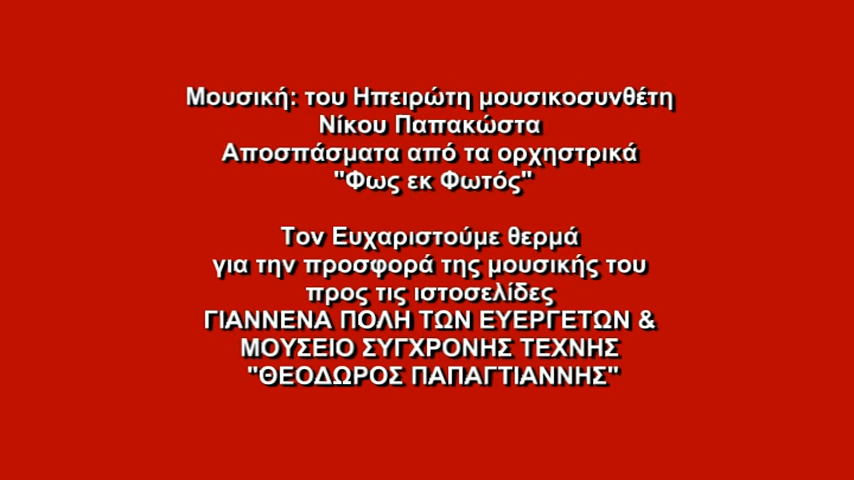 Μουσική: του Ηπειρώτη μουσικοσυνθέτη
Νίκου Παπακώστα
Αποσπάσματα από τα ορχηστρικά
"Φως εκ Φωτός"
Τον Ευχαριστούμε θερμά
για την προσφορά της μουσικής του
προς τις ιστοσελίδες
ΓΙΑΝΝΕΝΑ ΠΟΛΗ ΤΩΝ ΕΥΕΡΓΕΤΩΝ &
ΜΟΥΣΕΙΟ ΣΥΓΧΡΟΝΗΣ ΤΕΧΝΗΣ
"ΘΕΟΔΩΡΟΣ ΠΑΠΑΓΤΙΑΝΝΗΣ"